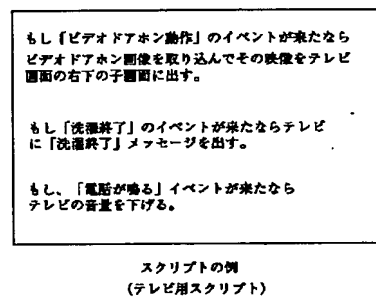 もし「ビデオドアホン動作」のイベントが来たなら
ビデオドアホン画像を取り込んでその映像をテレビ
画面の右下の子画面に出す。
もし「洗濯終了」のイベントが来たならテレビ
に「洗濯終了」メッセージを出す。
もし、「電話が鳴る」イベントが来たなら
テレビの音量を下げる。
スクリプトの例
(テレビ用スクリプト)